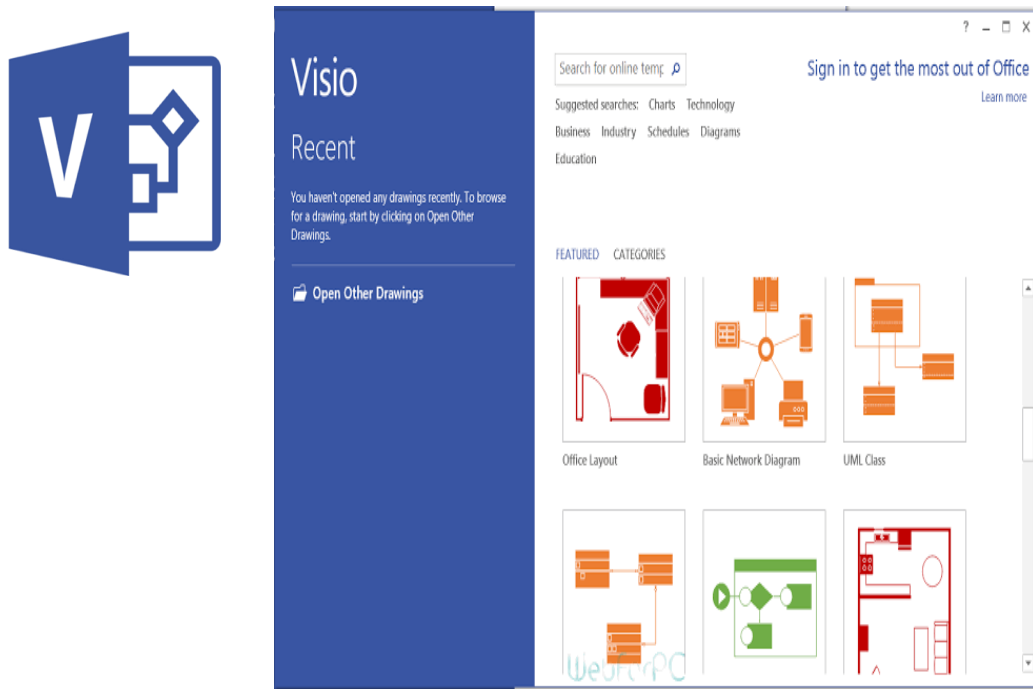 V
?
Visio
Recent
You haven't opened any drawings recently. To browse
for a drawing, start by clicking on Open Other
Drawings.
Open Other Drawings
Search for online temp
Sign in to get the most out of Office
Learn more
Suggested searches: Charts Technology
Business Industry Schedules Diagrams
Education
FEATURED CATEGORIES
Office Layout
Basic Network Diagram
UML Class
WebForPC